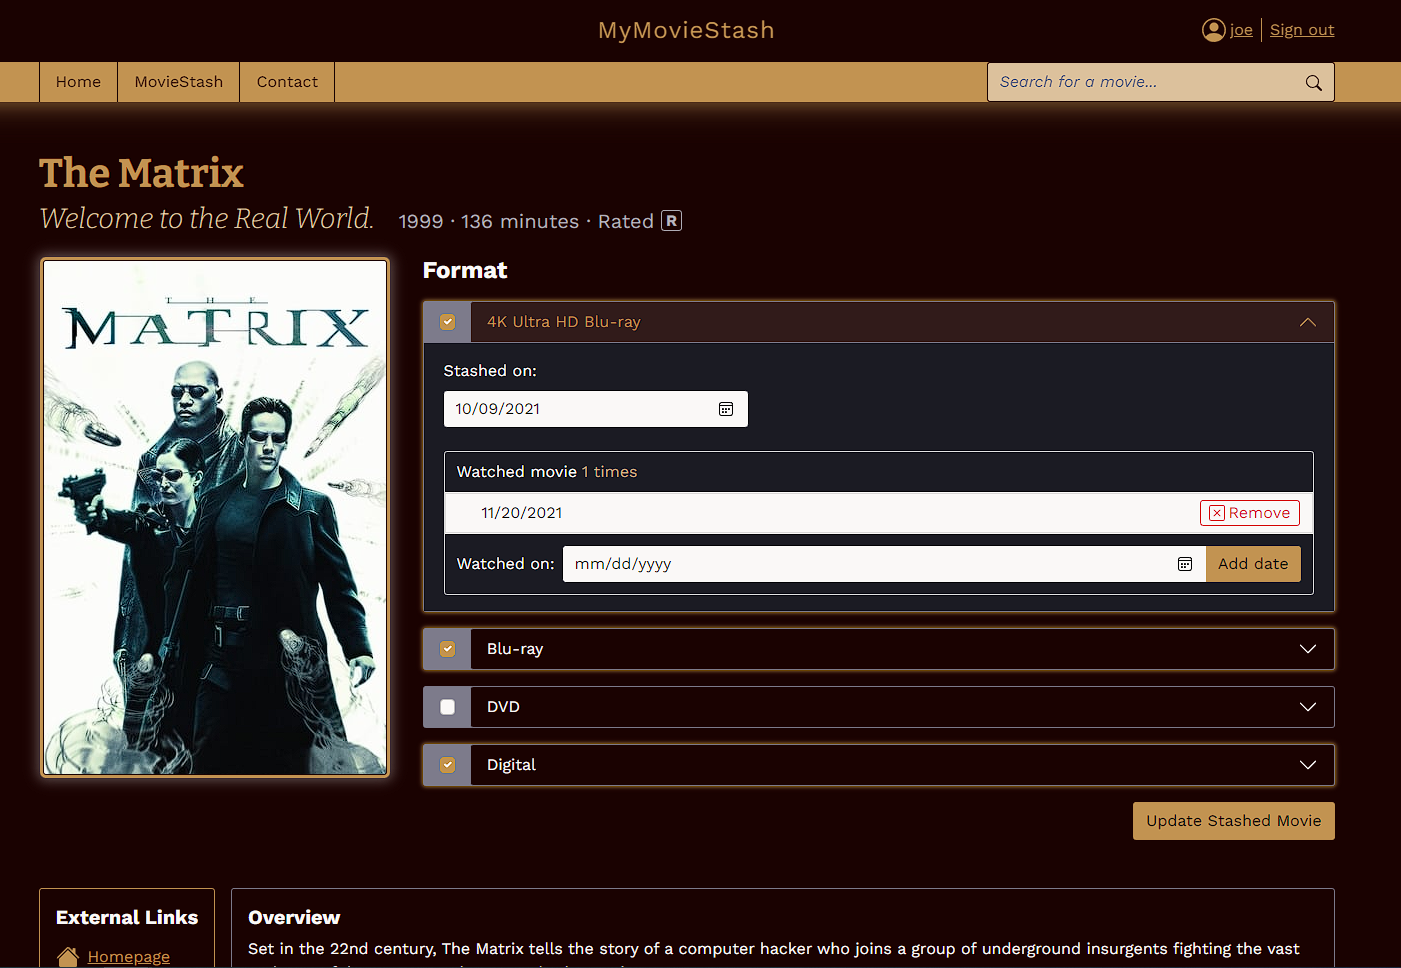 MyMovieStash
joe Sign out
Home MovieStash Contact Search for a movie...
The Matrix
Welcome to the Real World. 1999 · 136 minutes · Rated R
THE
MATRIX
Format
4K Ultra HD Blu-ray
Stashed on:
10/09/2021
Watched movie 1 times
11/20/2021 Remove
Watched on: mm/dd/yyyy Add date
Blu-ray
DVD
Digital
Update Stashed Movie
External Links
Homepage
Overview
Set in the 22nd century, The Matrix tells the story of a computer hacker who joins a group of underground insurgents fighting the vast